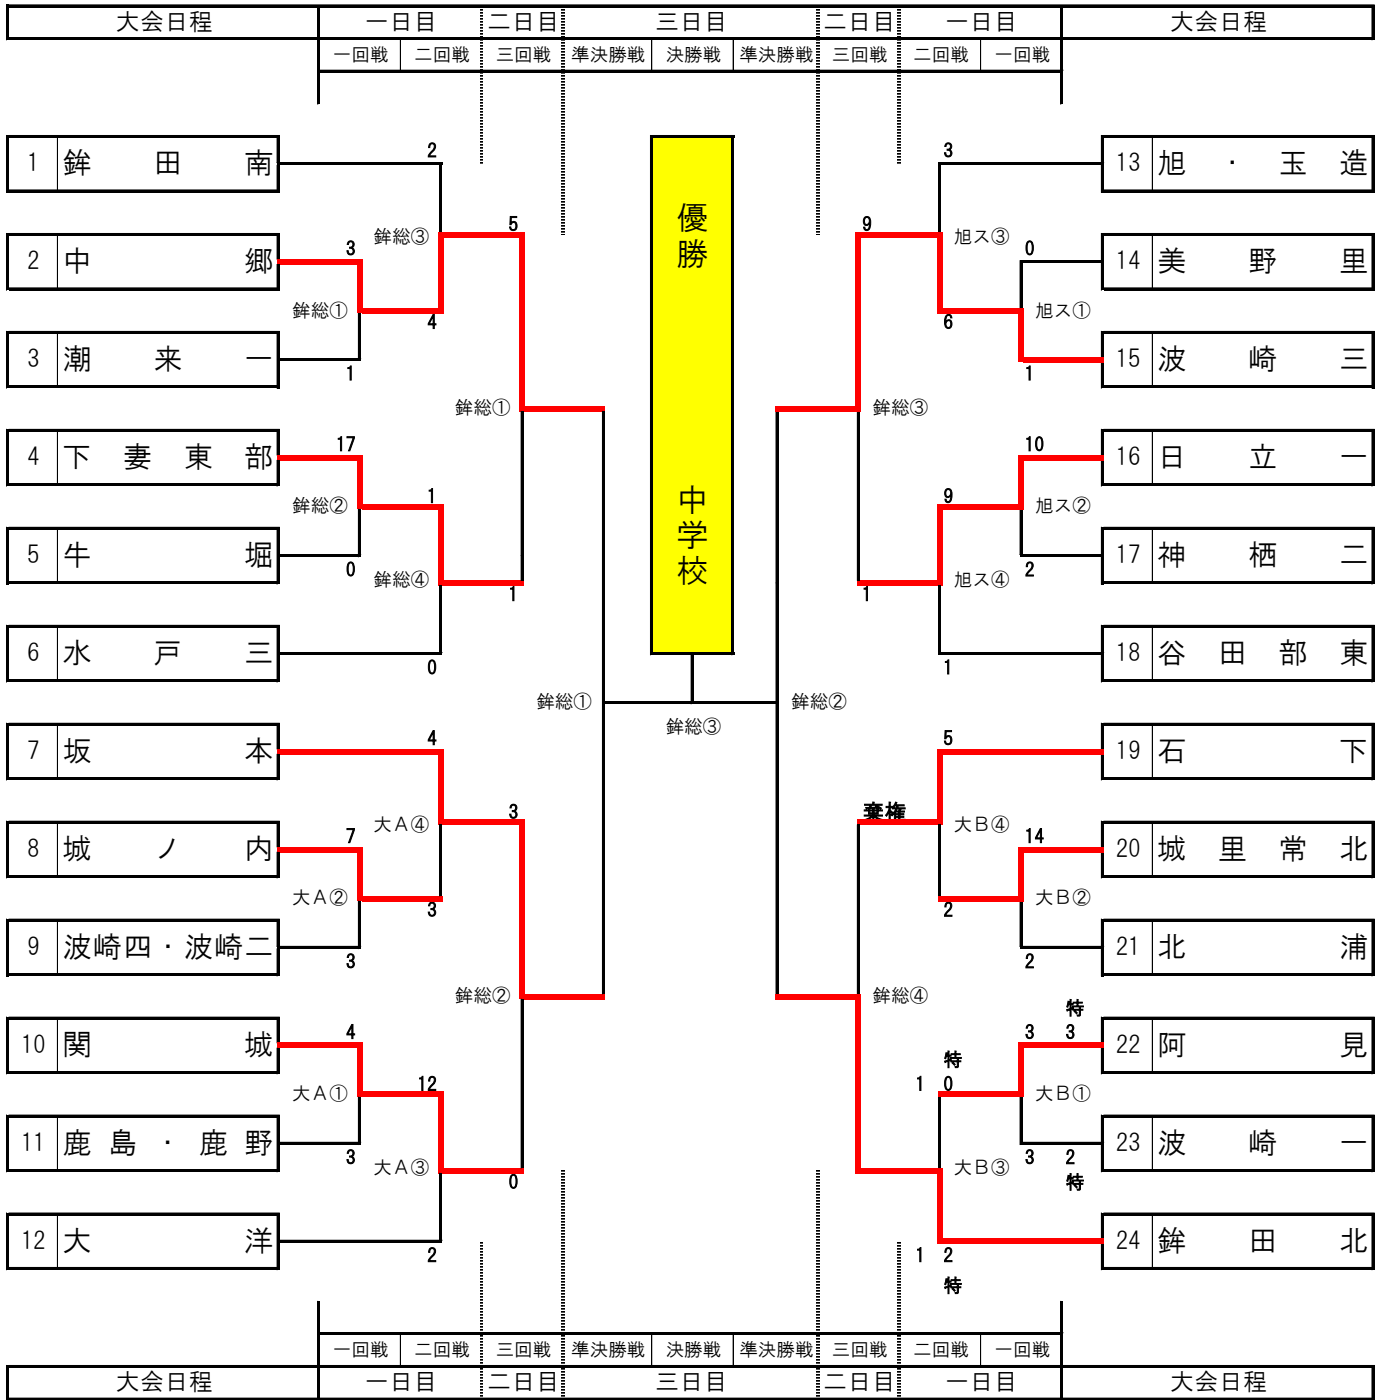 大会日程 一日目 二日目 三日目 二日目 一日目 大会日程
一回戦 二回戦 三回戦 準決勝戦 決勝戦 準決勝戦 三回戦 二回戦 一回戦
2 3
1 鉾田南 13 旭・玉造
優勝
5 9
鉾総③ 旭ス③
3 0
2 中郷 14 美野里
鉾総① 旭ス①
4 6
3 潮来一 15 波崎三
1 1
鉾総① 鉾総③
17 10
4 下妻東部 16 日立一
中学校
1 9
鉾総② 旭ス②
5 牛堀 17 神栖二
0 2
鉾総④ 旭ス④
1 1
6 水戸三 18 谷田部東
0 1
鉾総① 鉾総② 
鉾総③
4 5
7 坂本 19 石下
3 棄権
大A④ 大B④
7 14
8 城ノ内 20 城里常北
大A② 大B②
3 2
9 波崎四・波崎二 21 北浦
3 2
鉾総② 鉾総④
特
4 3 3
10 関城 22 阿見
特
12 1 0
大A① 大B①
11 鹿島・鹿野 23 波崎一
3 3 2
大A③ 大B③
0 特
12 大洋 24 鉾田北
2 1 2
特
一回戦 二回戦 三回戦 準決勝戦 決勝戦 準決勝戦 三回戦 二回戦 一回戦
大会日程 一日目 二日目 三日目 二日目 一日目 大会日程